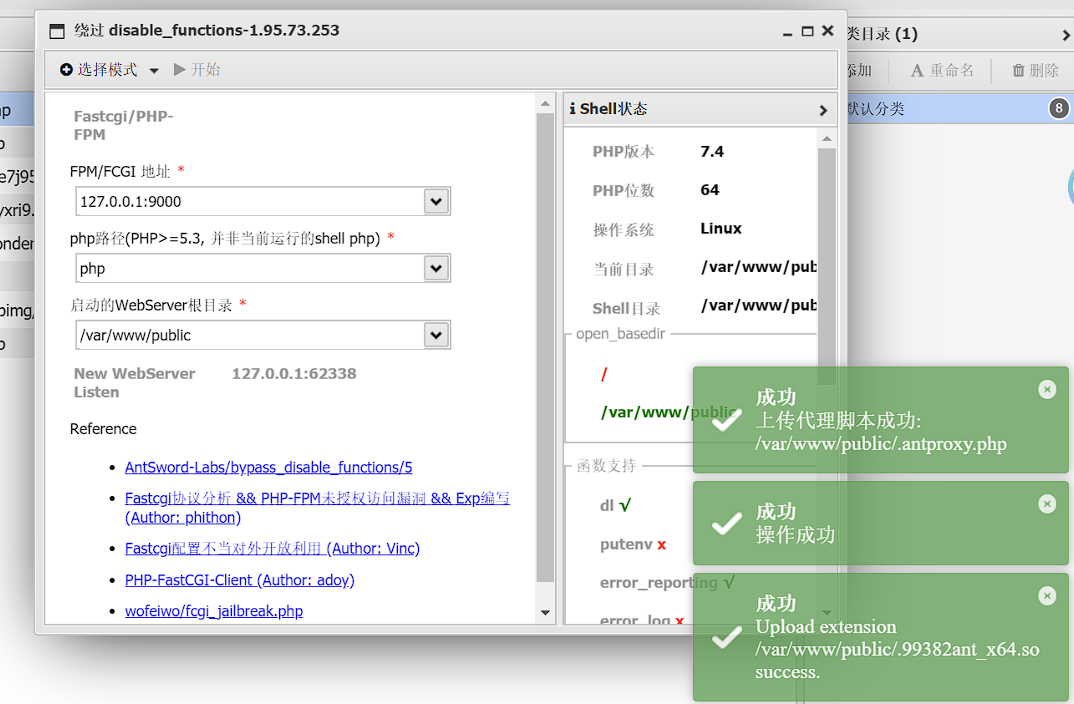 绕过 disable_functions-1.95.73.253
选择模式 开始
Fastcgi/PHP-
FPM
FPM/FCGI 地址 *
127.0.0.1:9000
php路径(PHP>=5.3, 并非当前运行的shell php) *
php
启动的WebServer根目录 *
/var/www/public
New WebServer 127.0.0.1:62338
Listen
Reference
AntSword-Labs/bypass_disable_functions/5
Fastcgi协议分析 && PHP-FPM未授权访问漏洞 && Exp编写
(Author: phithon)
Fastcgi配置不当对外开放利用 (Author: Vinc)
PHP-FastCGI-Client (Author: adoy)
wofeiwo/fcgi_jailbreak.php
Shell状态
PHP版本 7.4
PHP位数 64
操作系统 Linux
当前目录 /var/www/pub
Shell目录 /var/www/pub
open_basedir
/
/var/www/public
函数支持
dl √
putenv x
error_reporting √
error_log x
类目录 (1)
添加 重命名 删除
默认分类 8
成功
上传代理脚本成功:
/var/www/public/.antproxy.php
成功
操作成功
成功
Upload extension
/var/www/public/.99382ant_x64.so
success.